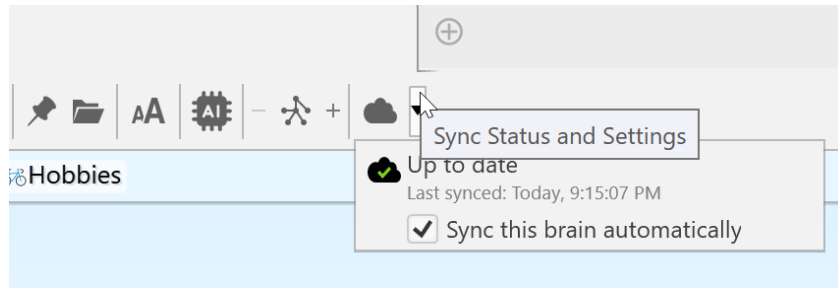 AA
AI
Sync Status and Settings
Hobbies
Up to date
Last synced: Today, 9:15:07 PM
Sync this brain automatically